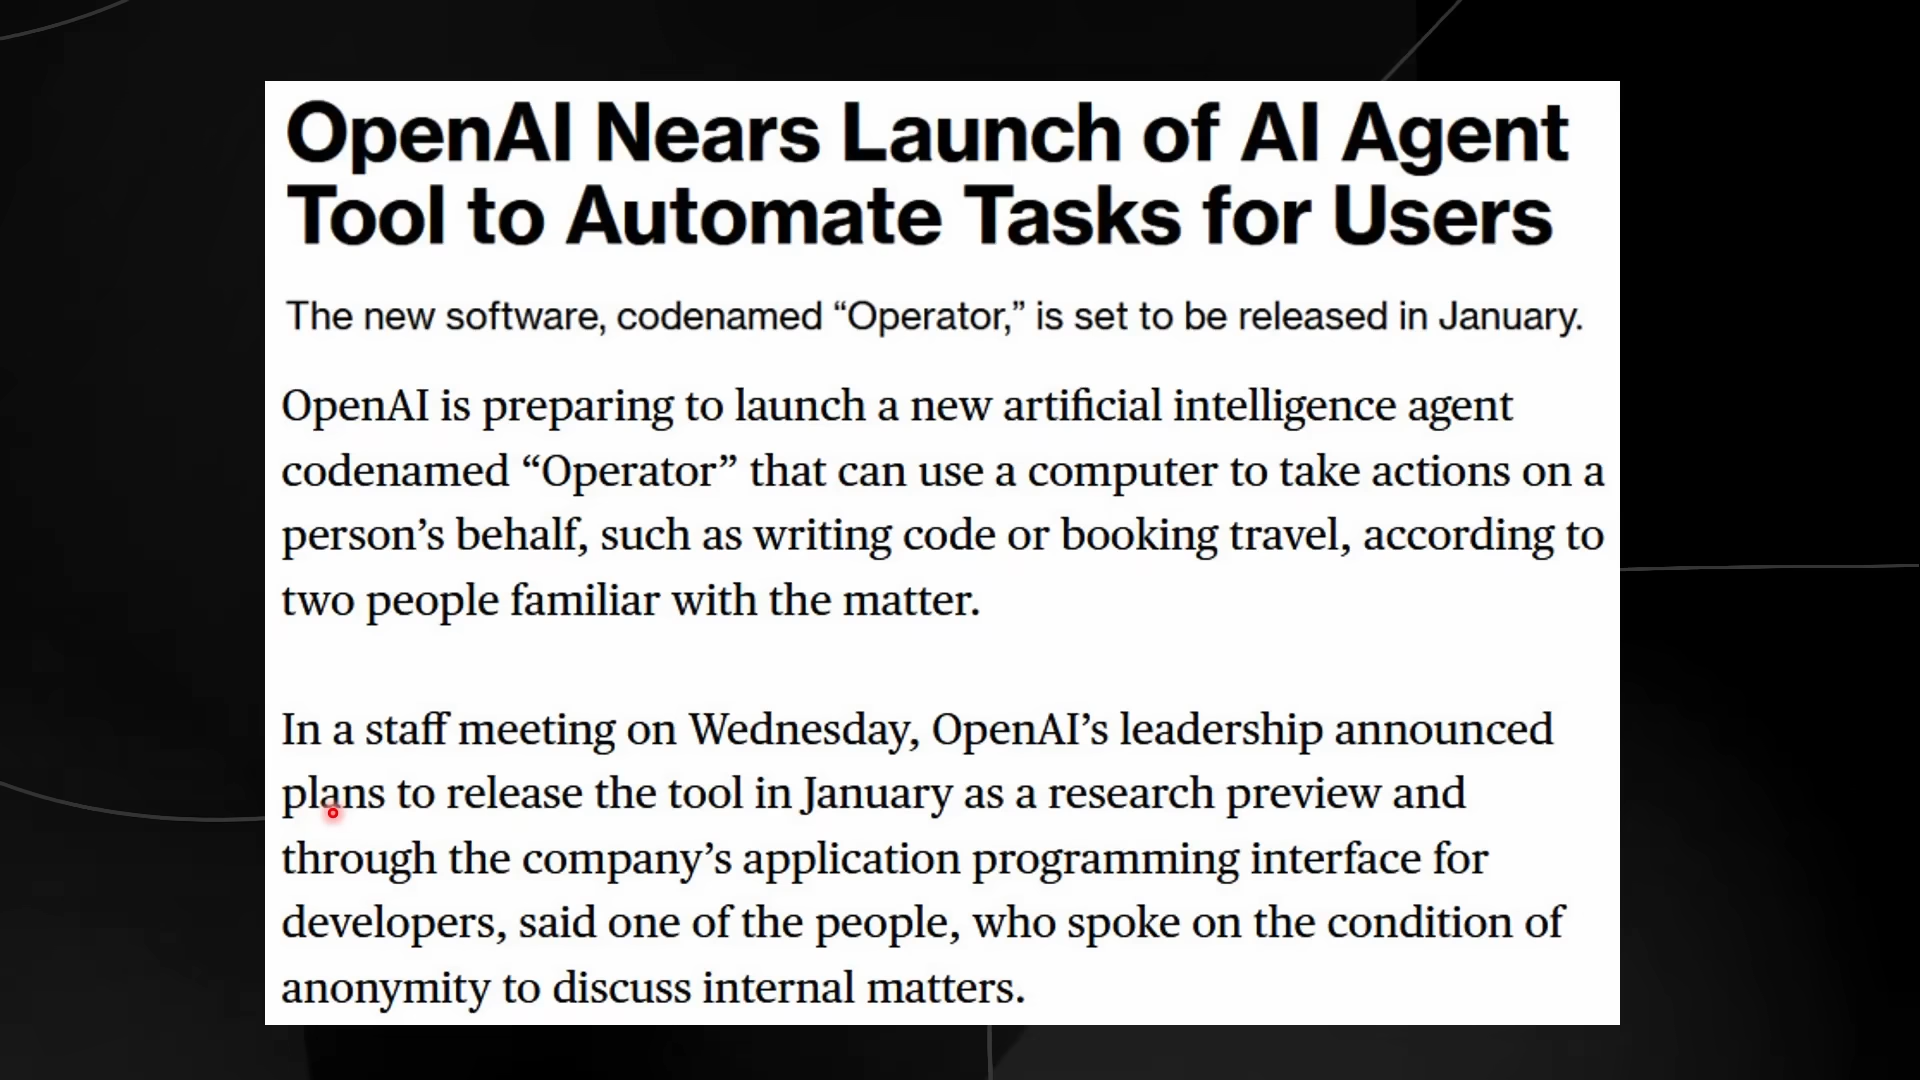 OpenAI Nears Launch of AI Agent
Tool to Automate Tasks for Users
The new software, codenamed “Operator,” is set to be released in January.
OpenAI is preparing to launch a new artificial intelligence agent
codenamed “Operator” that can use a computer to take actions on a
person’s behalf, such as writing code or booking travel, according to
two people familiar with the matter.
In a staff meeting on Wednesday, OpenAI’s leadership announced
plans to release the tool in January as a research preview and
through the company’s application programming interface for
developers, said one of the people, who spoke on the condition of
anonymity to discuss internal matters.